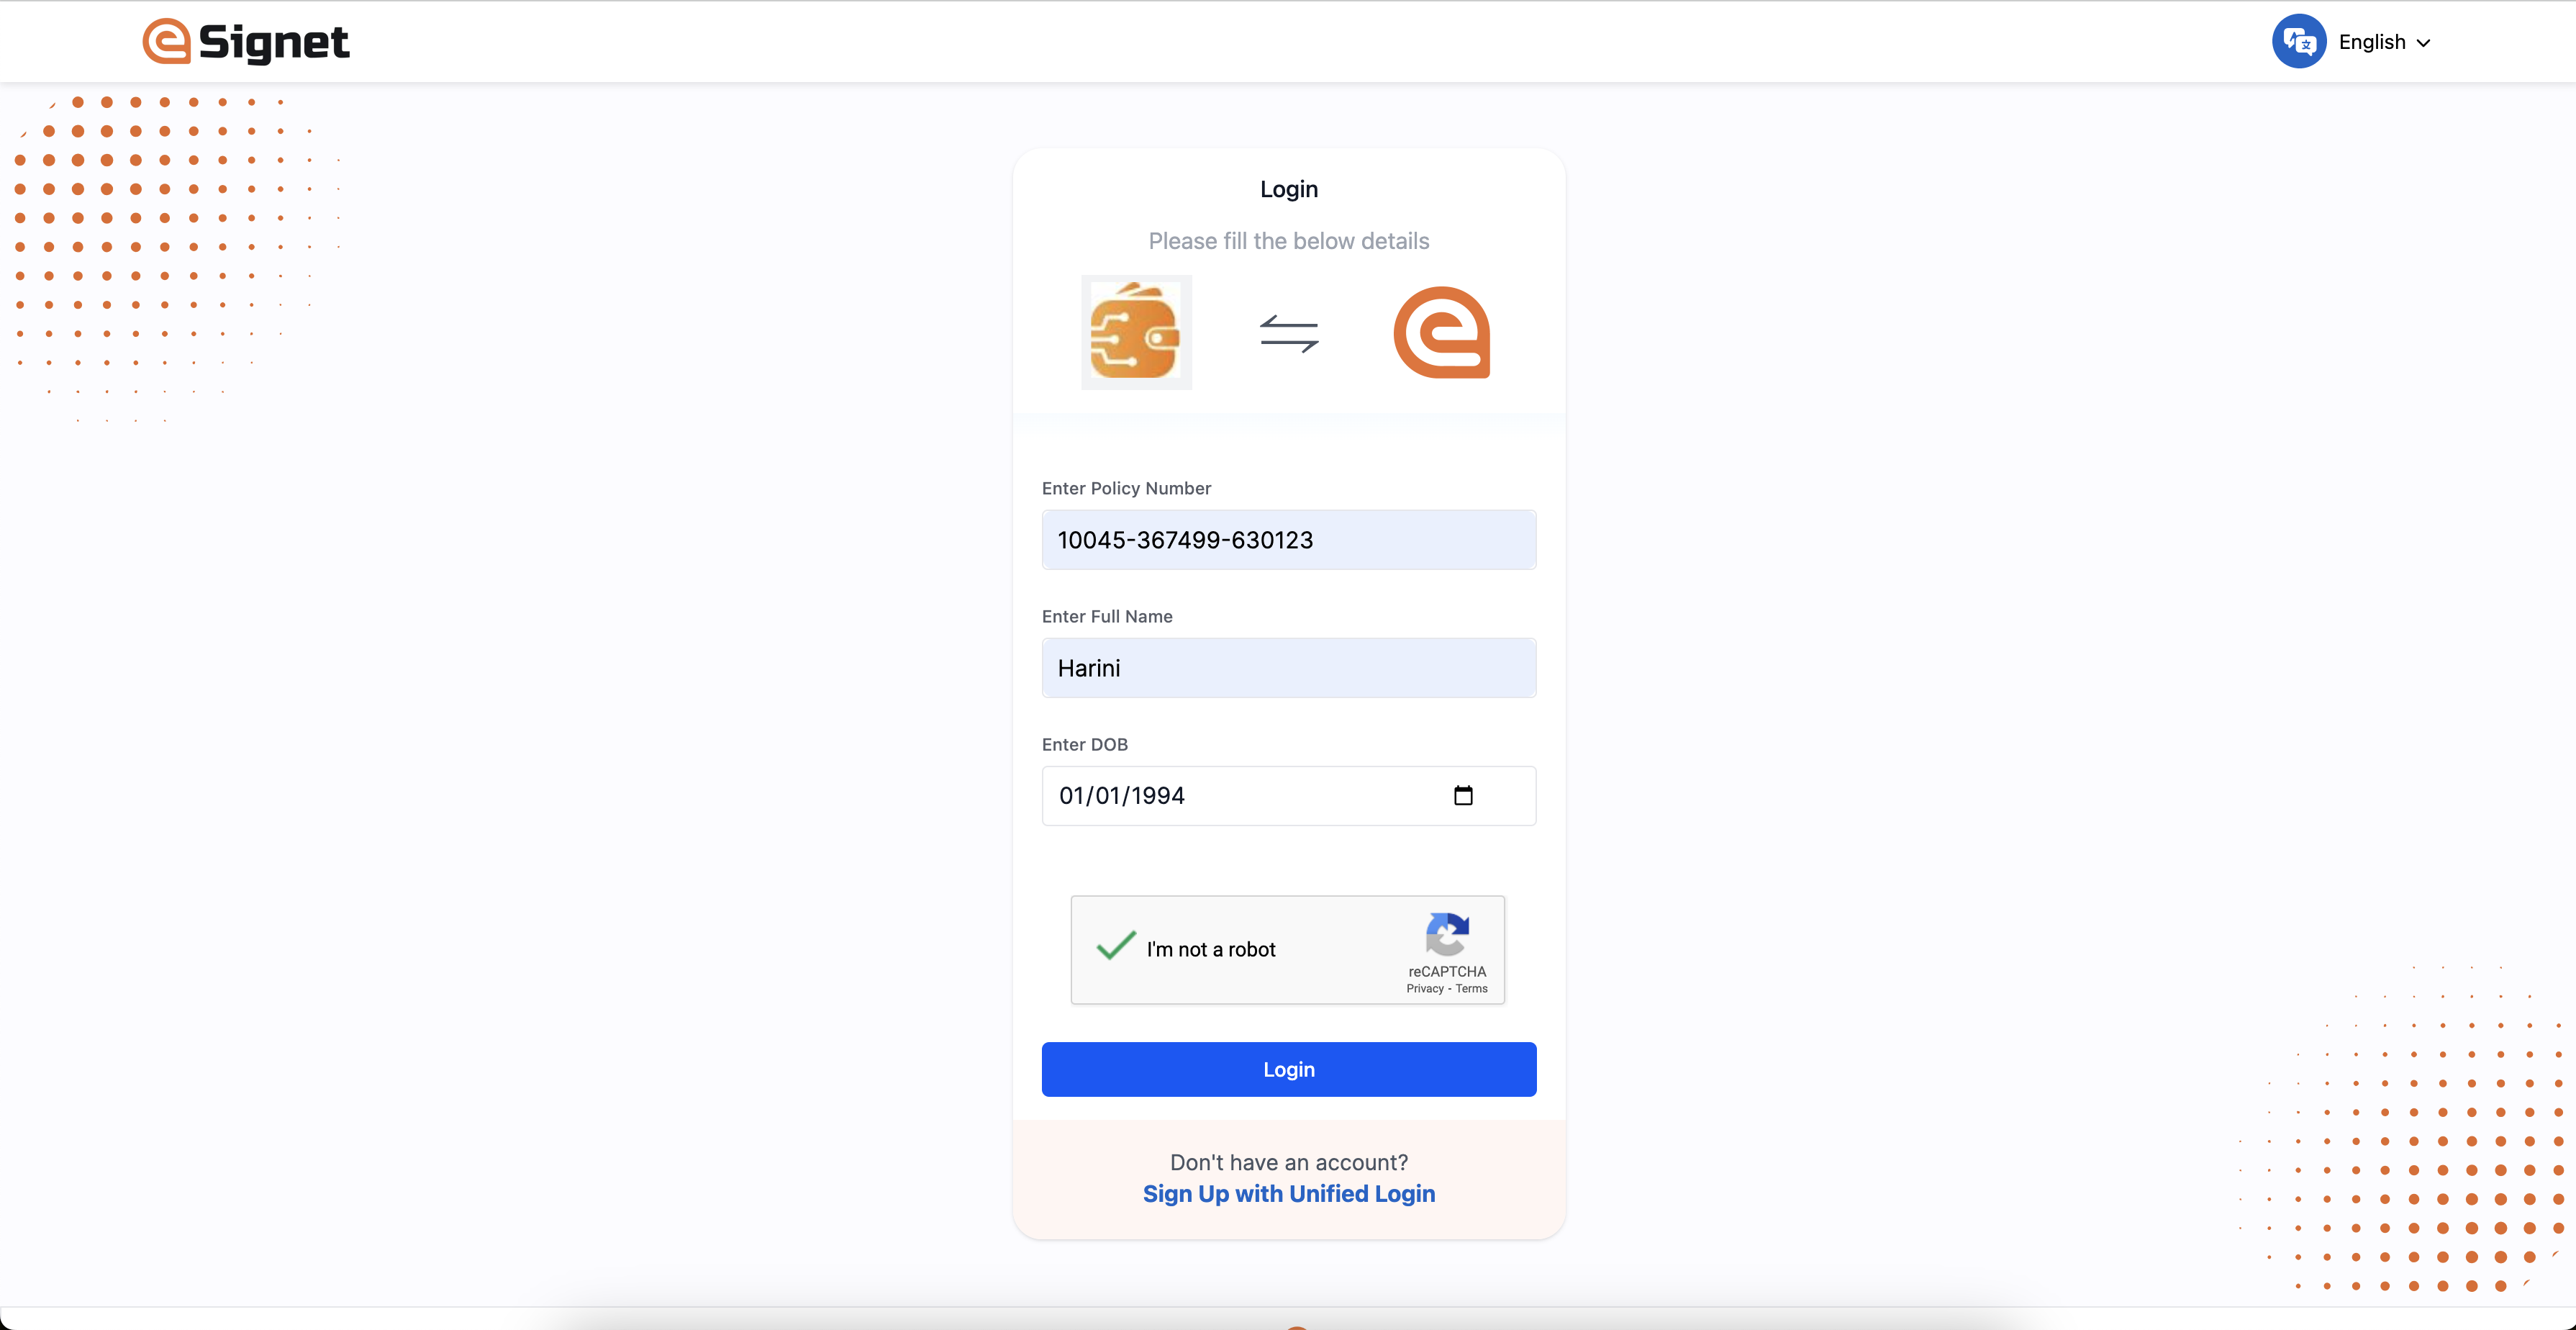 Signet
English
Login
Please fill the below details
Enter Policy Number
10045-367499-630123
Enter Full Name
Harini
Enter DOB
01/01/1994
I'm not a robot
reCAPTCHA
Privacy - Terms
Login
Don't have an account?
Sign Up with Unified Login